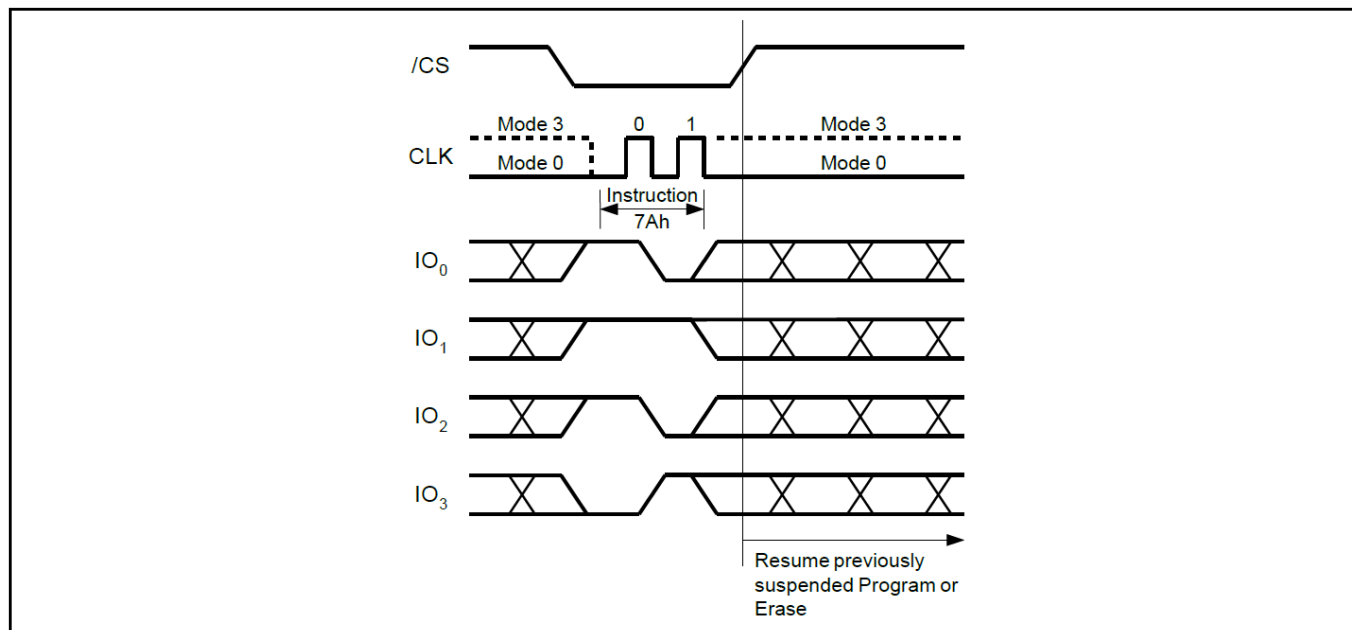 /CS
Mode 3
0
1
Mode 3
CLK
Mode 0
Mode 0
Instruction
7Ah
IO0
IO1
IO2
IO3
Resume previously
suspended Program or
Erase